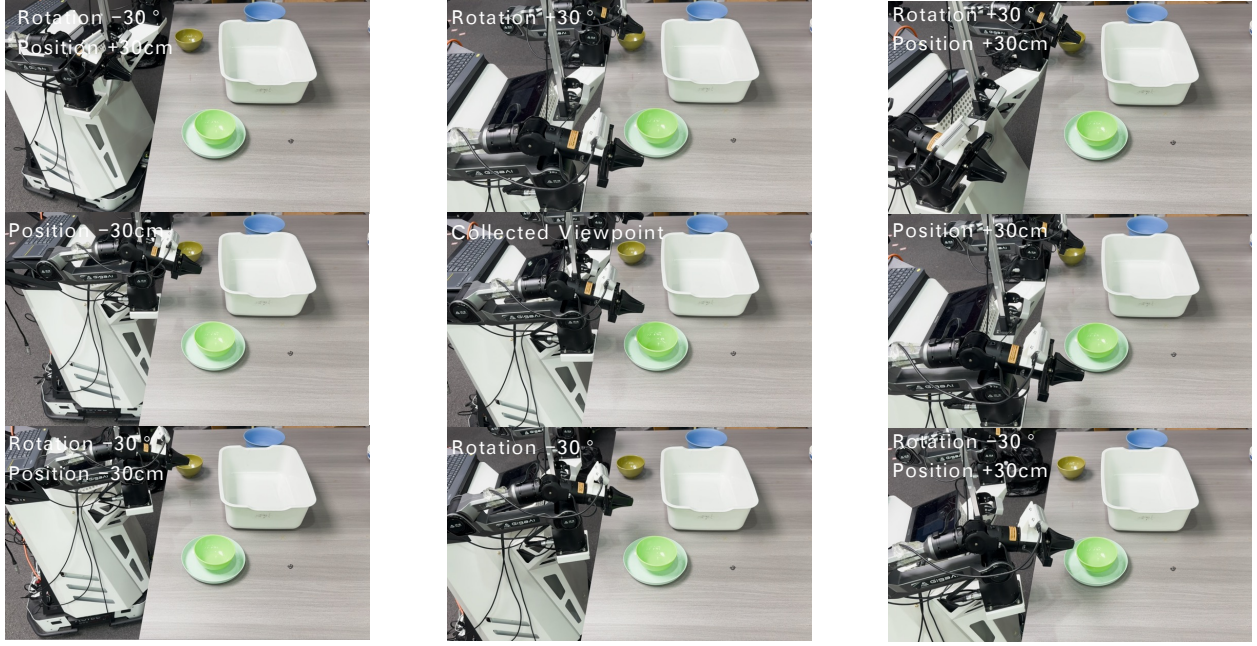 Rotation −30°
Position +30cm
Rotation +30°
Rotation +30°
Position +30cm
Position −30cm
Collected Viewpoint
Position +30cm
Rotation −30°
Position −30cm
Rotation −30°
Rotation −30°
Position +30cm